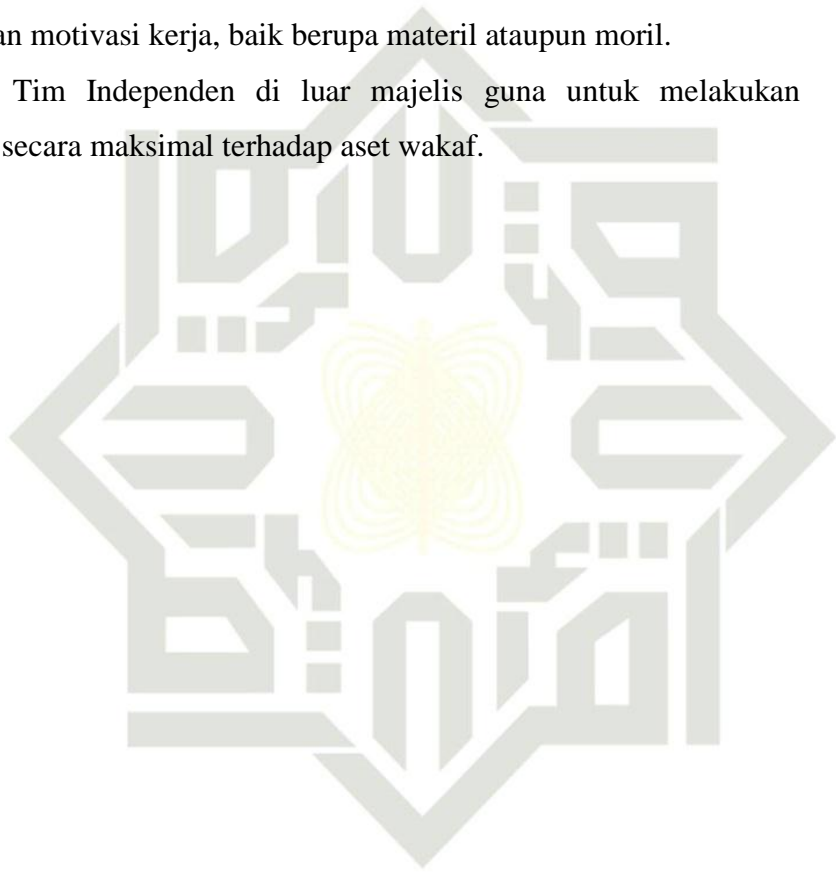 an motivasi kerja, baik berupa materil ataupun moril.
Tim Independen di luar majelis guna untuk melakukan
secara maksimal terhadap aset wakaf.